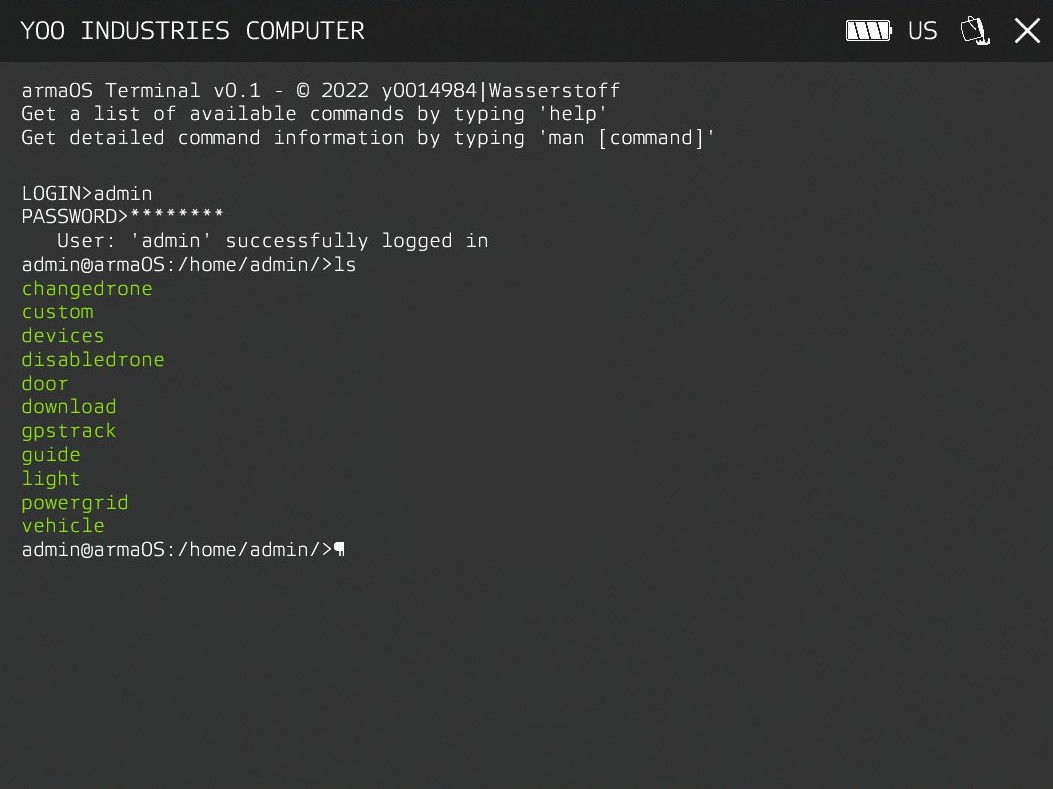 YOO INDUSTRIES COMPUTER US
armaOS Terminal v0.1 - © 2022 y0014984|Wasserstoff
Get a list of available commands by typing 'help'
Get detailed command information by typing 'man [command]'
LOGIN>admin
PASSWORD>********
User: 'admin' successfully logged in
admin@armaOS:/home/admin/>ls
changedrone
custom
devices
disabledrone
door
download
gpstrack
guide
light
powergrid
vehicle
admin@armaOS:/home/admin/>¶